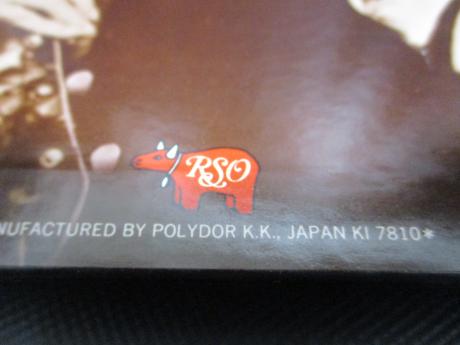 RSO
NUFACTURED BY POLYDOR K.K., JAPAN KI 7810*